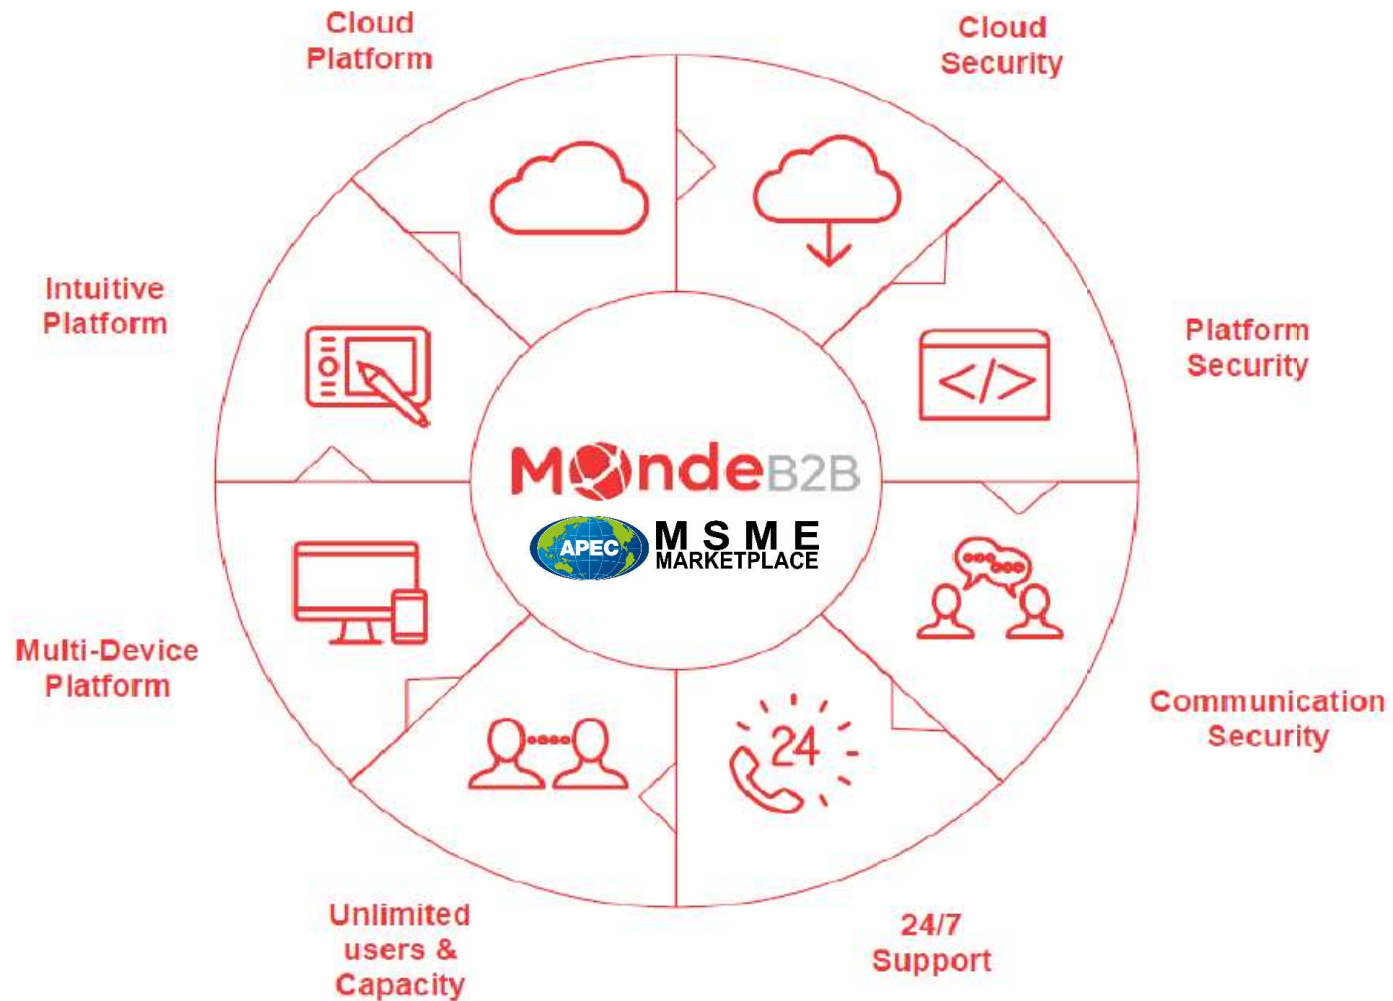 Cloud
Platform
Cloud
Security
Intuitive
Platform
Platform
Security
</>
MondeB2B
APEC
M S M E
MARKETPLACE
Multi-Device
Platform
Communication
Security
24
Unlimited
users &
Capacity
24/7
Support